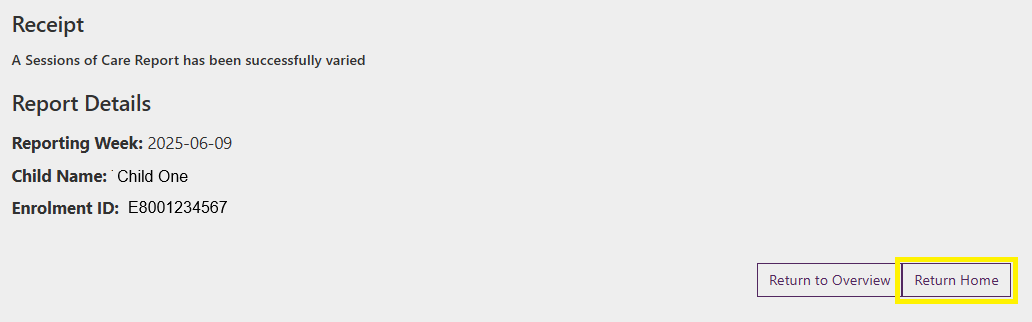 Receipt
A Sessions of Care Report has been successfully varied
Report Details
Reporting Week: 2025-06-09
Child Name: Child One
Enrolment ID: E8001234567
Return to Overview Return Home